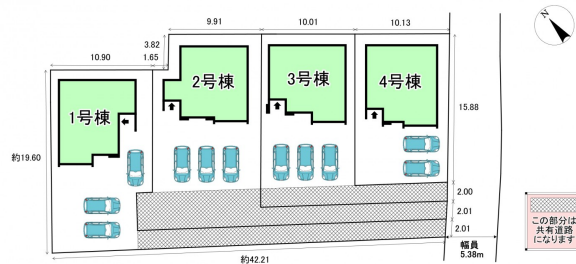 9.91
10.01
10.13
N
3.82
1.65
10.90
2号棟
3号棟
4号棟
1号棟
15.88
約19.60
2.00
2.01
2.01
幅員
5.38m
約42.21
この部分は
共有道路
になります